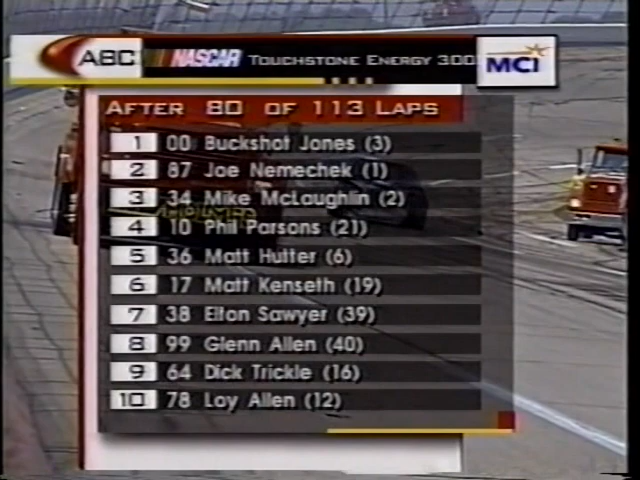 ABC NASCAR TOUCHSTONE ENERGY 300 MCI
AFTER 80 OF 113 LAPS
1 00 Buckshot Jones (3)
2 87 Joe Nemechek (1)
3 34 Mike McLaughlin (2)
4 10 Phil Parsons (21)
5 36 Matt Hutter (6)
6 17 Matt Kenseth (19)
7 38 Elton Sawyer (39)
8 99 Glenn Allen (40)
9 64 Dick Trickle (16)
10 78 Loy Allen (12)